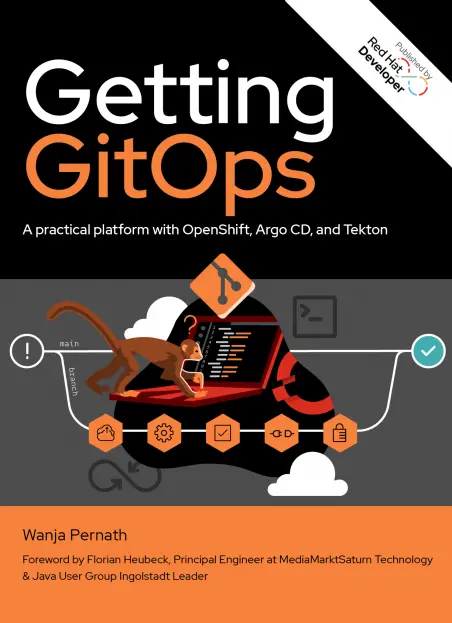 Published by
Red Hat
Developer
Getting
GitOps
A practical platform with OpenShift, Argo CD, and Tekton
?
>_
!
main
branch
Wanja Pernath
Foreword by Florian Heubeck, Principal Engineer at MediaMarktSaturn Technology
& Java User Group Ingolstadt Leader